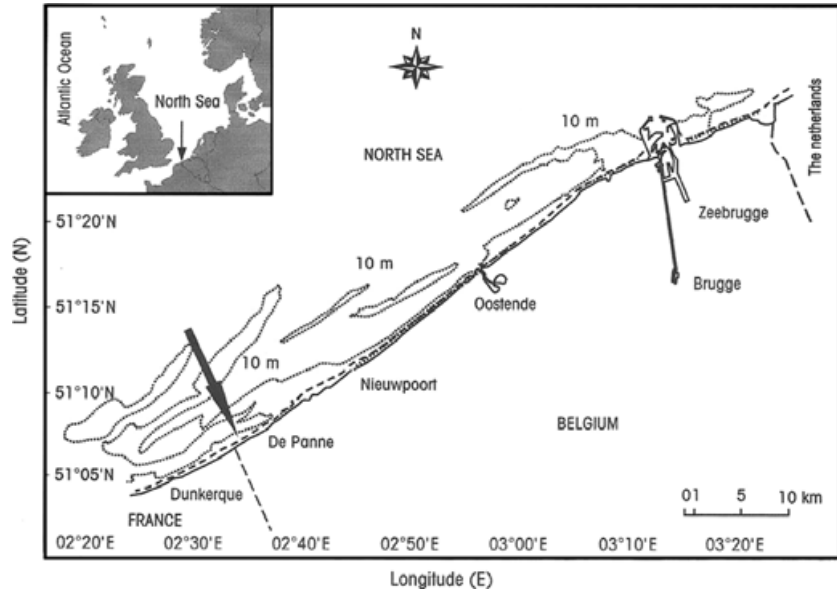 Atlantic Ocean
North Sea
N
NORTH SEA
10 m
The netherlands
Zeebrugge
Brugge
10 m
Oostende
10 m
Nieuwpoort
De Panne
BELGIUM
Dunkerque
FRANCE
01 5 10 km
Latitude (N)
51°20'N
51°15'N
51°10'N
51°05'N
02°20'E 02°30'E 02°40'E 02°50'E 03°00'E 03°10'E 03°20'E
Longitude (E)